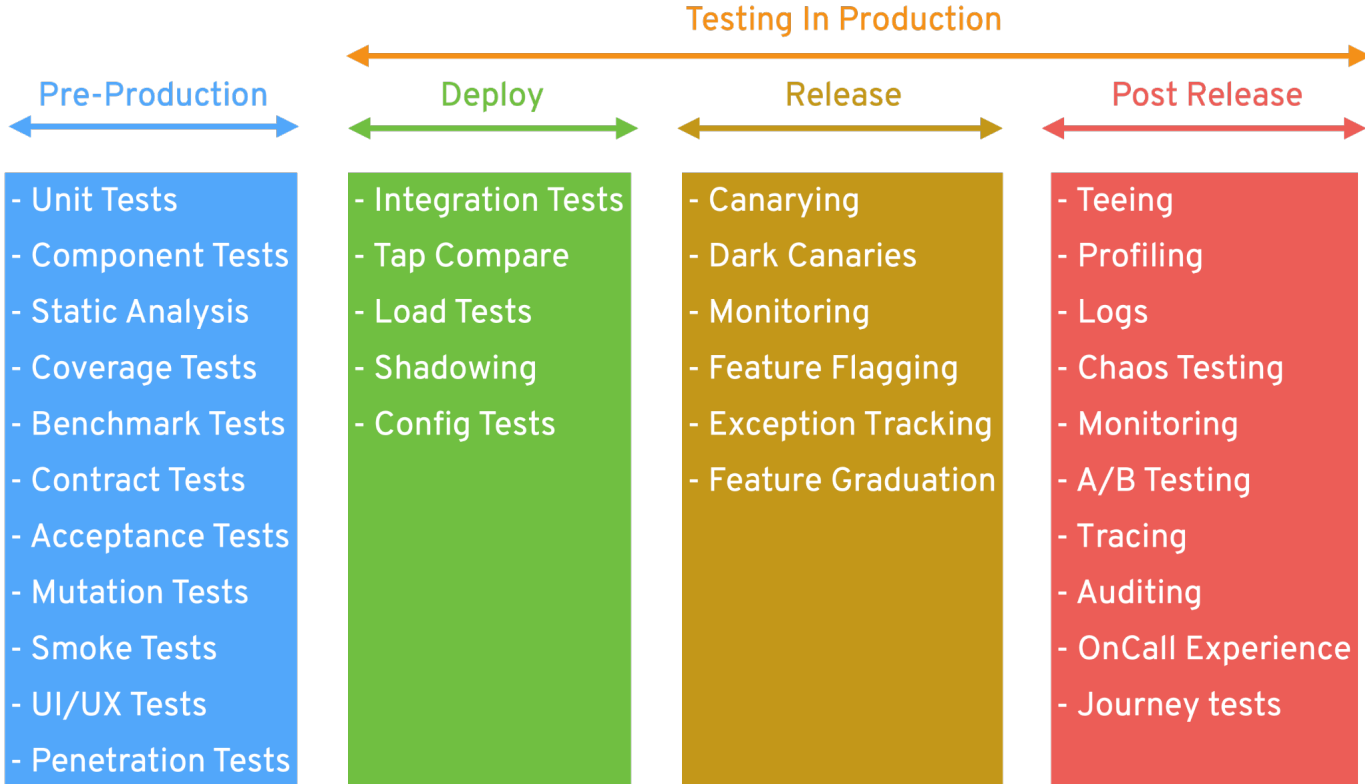 Testing In Production
Pre-Production
Deploy
Release
Post Release
- Unit Tests
- Component Tests
- Static Analysis
- Coverage Tests
- Benchmark Tests
- Contract Tests
- Acceptance Tests
- Mutation Tests
- Smoke Tests
- UI/UX Tests
- Penetration Tests
- Integration Tests
- Tap Compare
- Load Tests
- Shadowing
- Config Tests
- Canarying
- Dark Canaries
- Monitoring
- Feature Flagging
- Exception Tracking
- Feature Graduation
- Teeing
- Profiling
- Logs
- Chaos Testing
- Monitoring
- A/B Testing
- Tracing
- Auditing
- OnCall Experience
- Journey tests